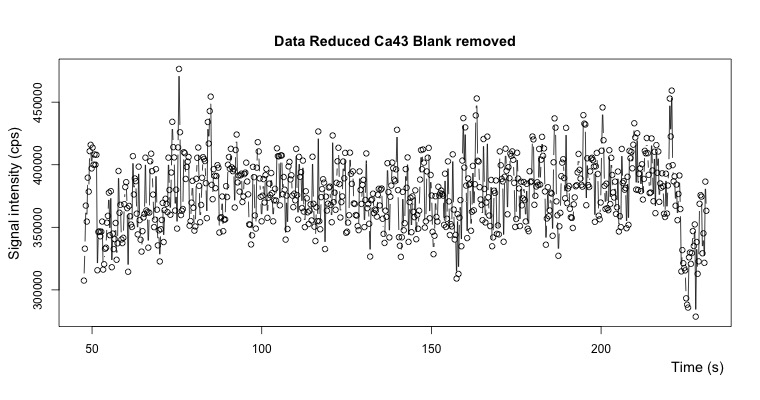 Data Reduced Ca43 Blank removed
Signal intensity (cps)
450000
400000
350000
300000
50 100 150 200
Time (s)